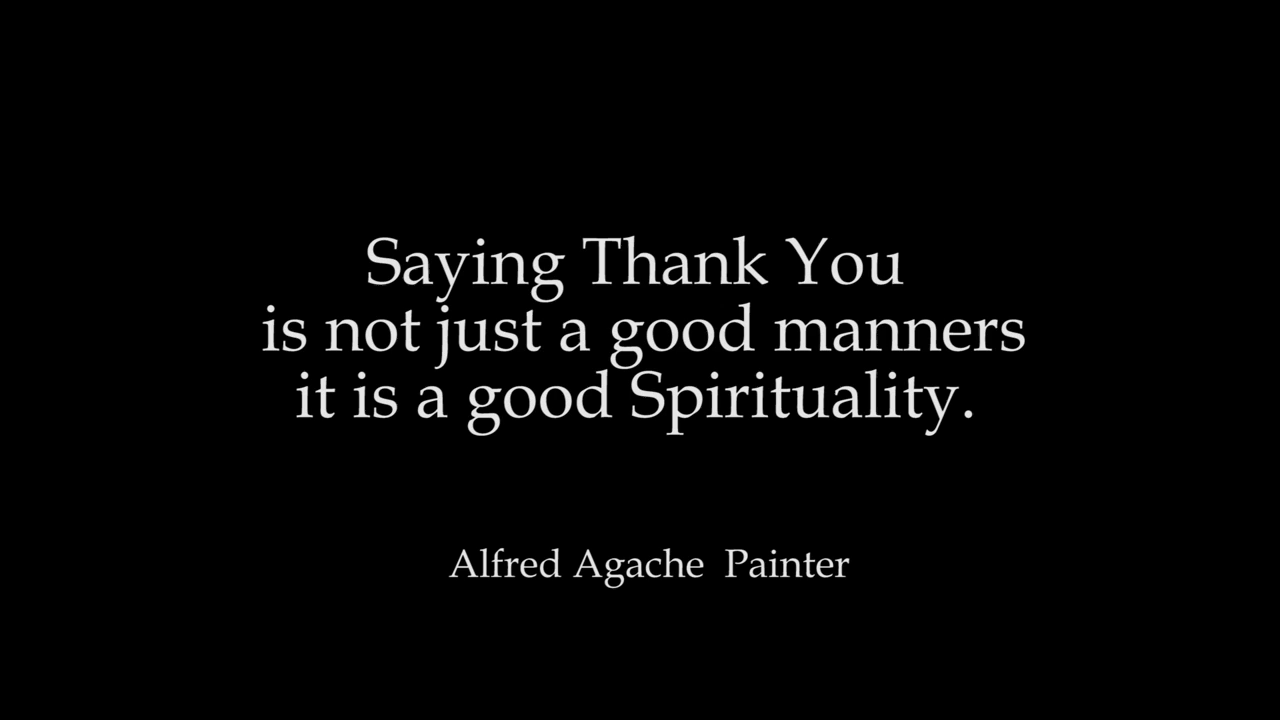 Saying Thank You
is not just a good manners
it is a good Spirituality.
Alfred Agache  Painter